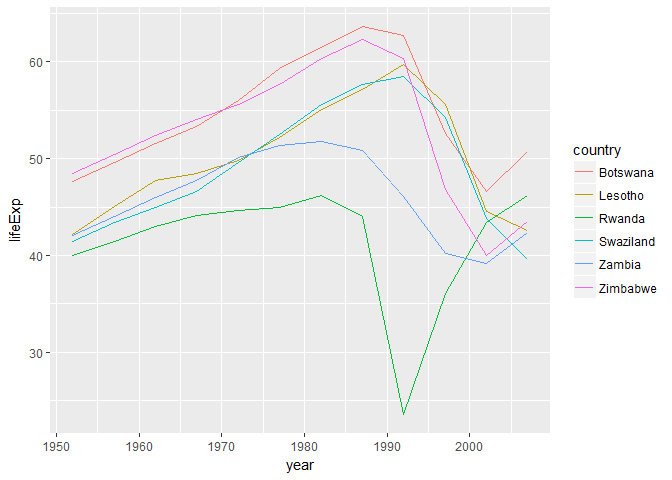 60
50
40
30
lifeExp
1950
1960
1970
1980
1990
2000
year
country
Botswana
Lesotho
Rwanda
Swaziland
Zambia
Zimbabwe